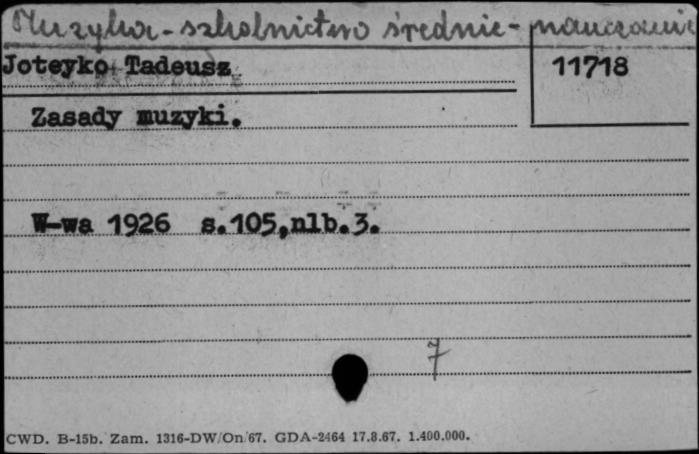 Muzyka - szkolnictwo średnie - nauczanie
Joteyko Tadeusz
11718
Zasady muzyki.
W-wa 1926 s.105,nlb.3.
7
CWD. B-15b. Zam. 1316-DW/On/67. GDA-2464 17.8.67. 1.400.000.